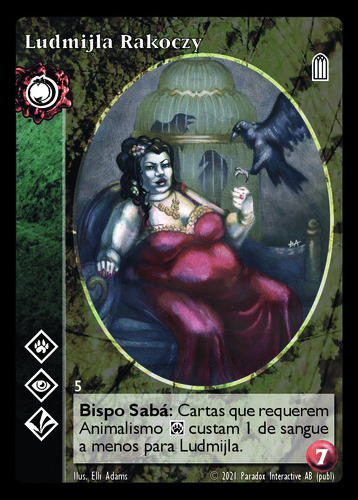 Ludmijla Rakoczy
5
Bispo Sabá: Cartas que requerem
Animalismo custam 1 de sangue
a menos para Ludmijla.
7
Illus. Elli Adams
© 2021 Paradox Interactive AB (publ)